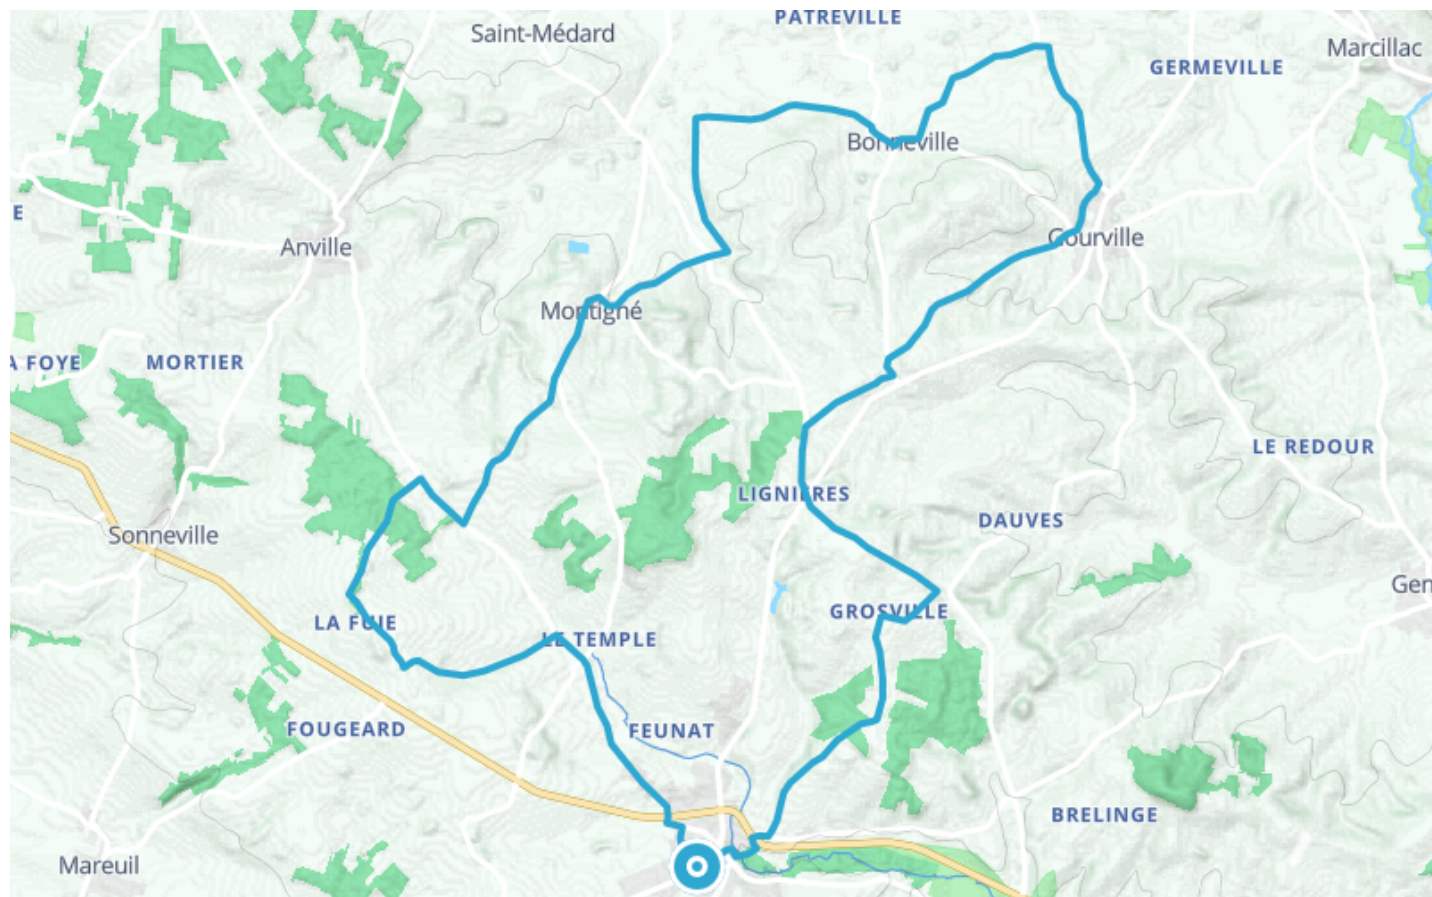 PATREVILLE
Saint-Médard
Marcillac
GERMEVILLE
Bonneville
E
Gourville
Anville
Montigné
A FOYE
MORTIER
LE REDOUR
LIGNIERES
DAUVES
Sonneville
Gen
GROSVILLE
LA FUIE
LE TEMPLE
FOUGEARD
FEUNAT
BRELINGE
Mareuil